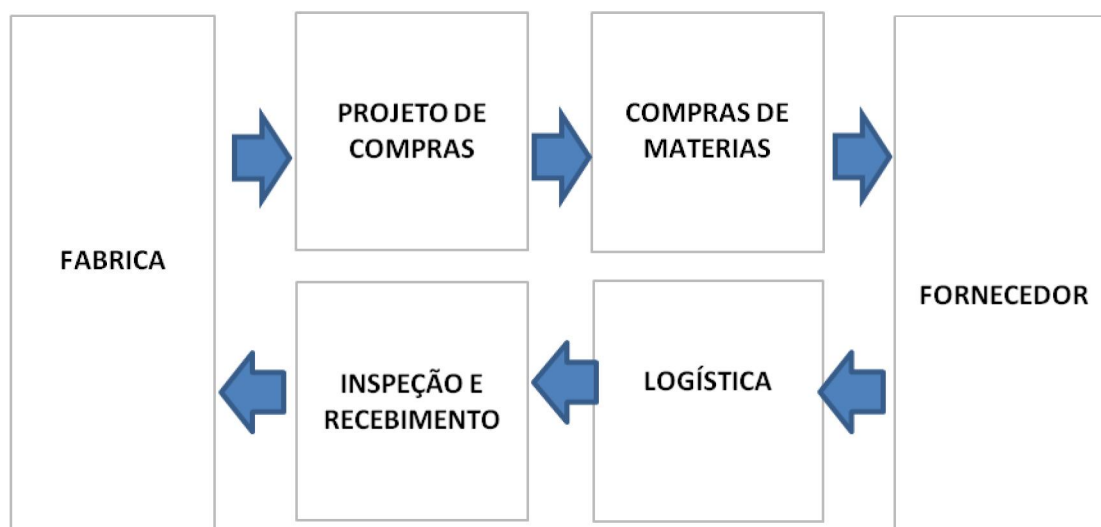 FABRICA
PROJETO DE
COMPRAS
COMPRAS DE
MATERIAS
FORNECEDOR
LOGÍSTICA
INSPEÇÃO E
RECEBIMENTO